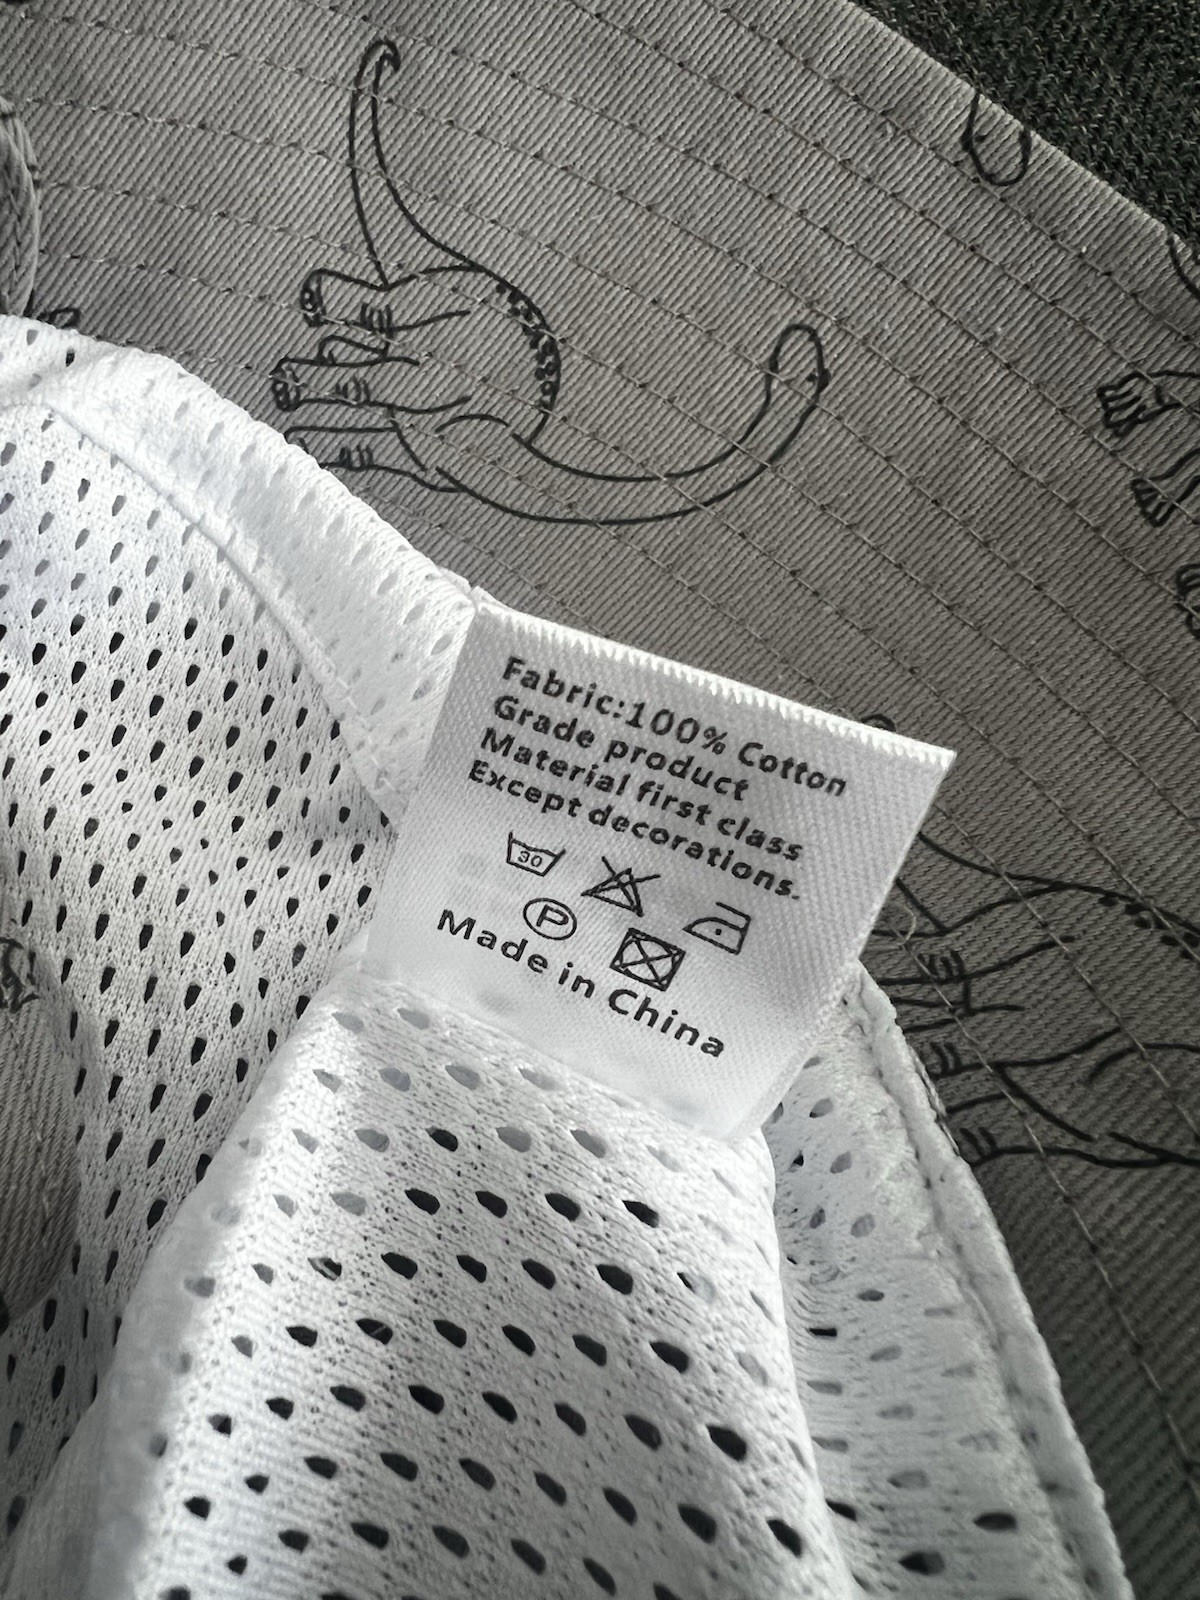 Fabric:100% Cotton
Grade product
Material first class
Except decorations.
30
P
Made in China